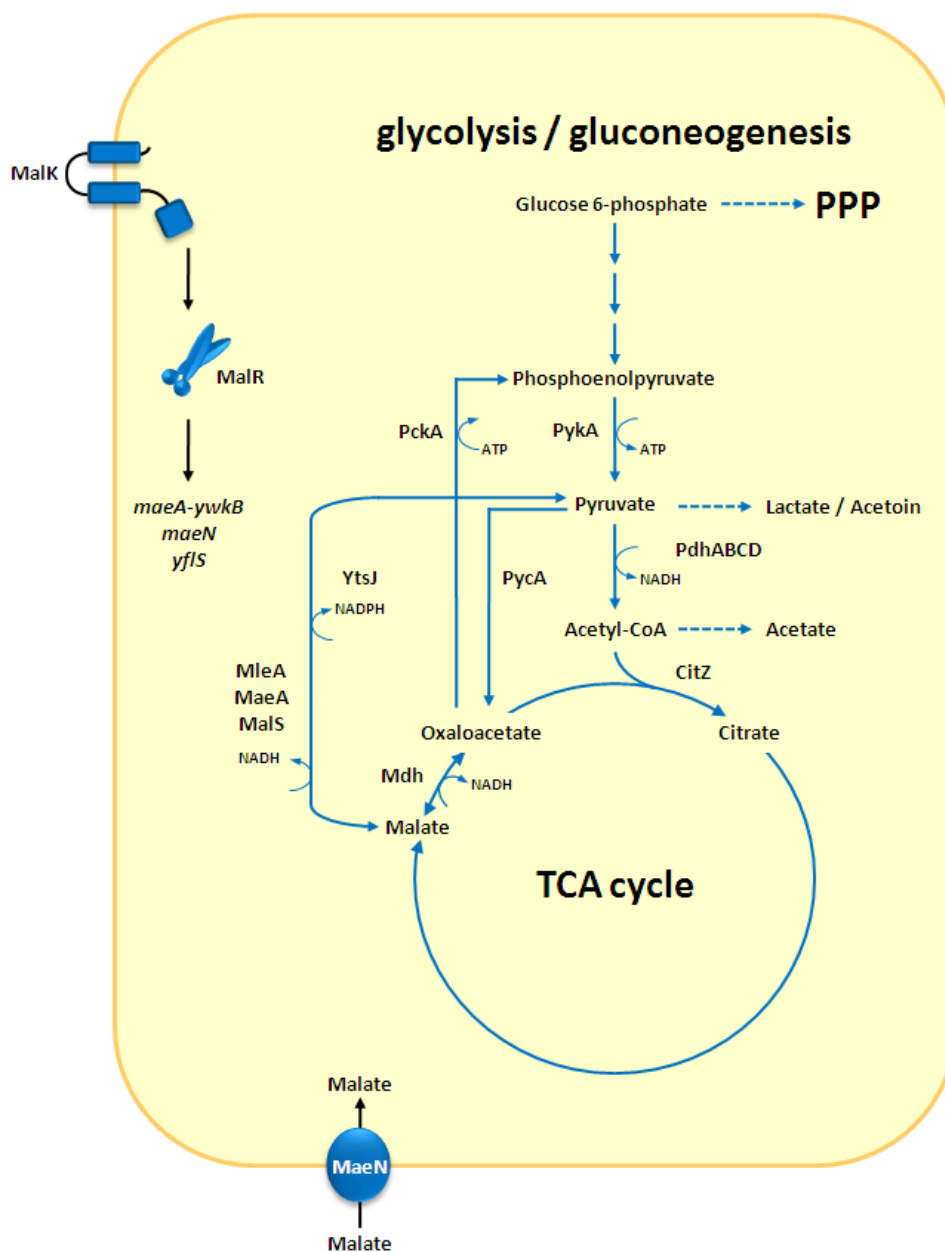 glycolysis / gluconeogenesis
MalK
Glucose 6-phosphate
PPP
MalR
Phosphoenolpyruvate
PckA
ATP
PykA
ATP
maeA-ywkB
maeN
yflS
Pyruvate
Lactate / Acetoin
PdhABCD
NADH
YtsJ
NADPH
PycA
Acetyl-CoA
Acetate
MleA
MaeA
MalS
NADH
CitZ
Oxaloacetate
Citrate
Mdh
NADH
Malate
TCA cycle
Malate
MaeN
Malate